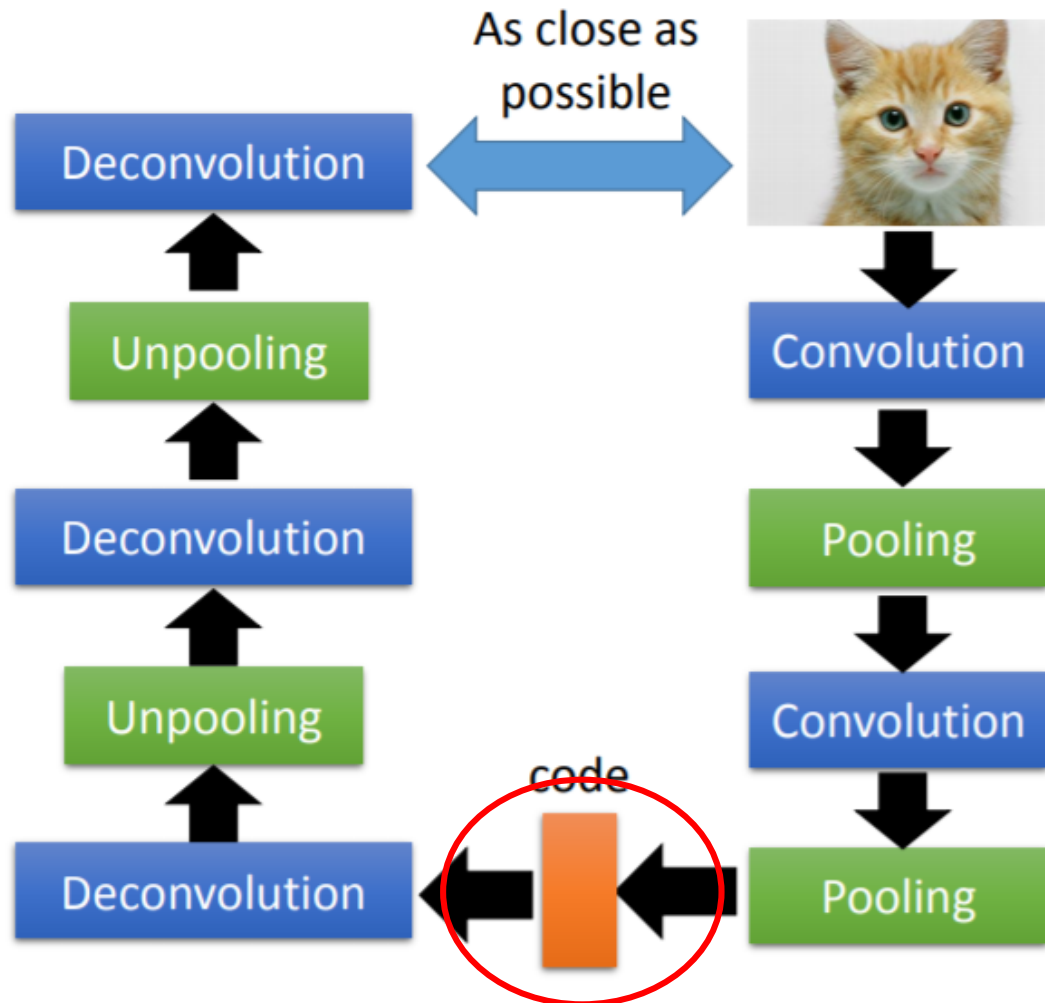 As close as
possible
Deconvolution
Unpooling
Convolution
Deconvolution
Pooling
Unpooling
Convolution
code
Deconvolution
Pooling